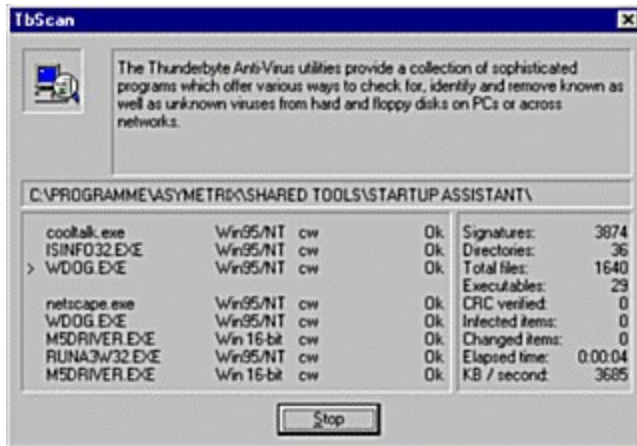 TbScan
The Thunderbyte Anti-Virus utilities provide a collection of sophisticated
programs which offer various ways to check for, identify and remove known as
well as unknown viruses from hard and floppy disks on PCs or across
networks.
C:\PROGRAMME\ASYMETRIX\SHARED TOOLS\STARTUP ASSISTANT\
cooltalk.exe Win95/NT cw Ok
ISINFO32.EXE Win95/NT cw Ok
> WDOG.EXE Win95/NT cw Ok
netscape.exe Win95/NT cw Ok
WDOG.EXE Win95/NT cw Ok
M5DRIVER.EXE Win 16-bit cw Ok
RUNA3W32.EXE Win95/NT cw Ok
M5DRIVER.EXE Win 16-bit cw Ok
Signatures: 3874
Directories: 36
Total files: 1640
Executables: 29
CRC verified: 0
Infected items: 0
Changed items: 0
Elapsed time: 0:00:04
KB / second: 3685
Stop